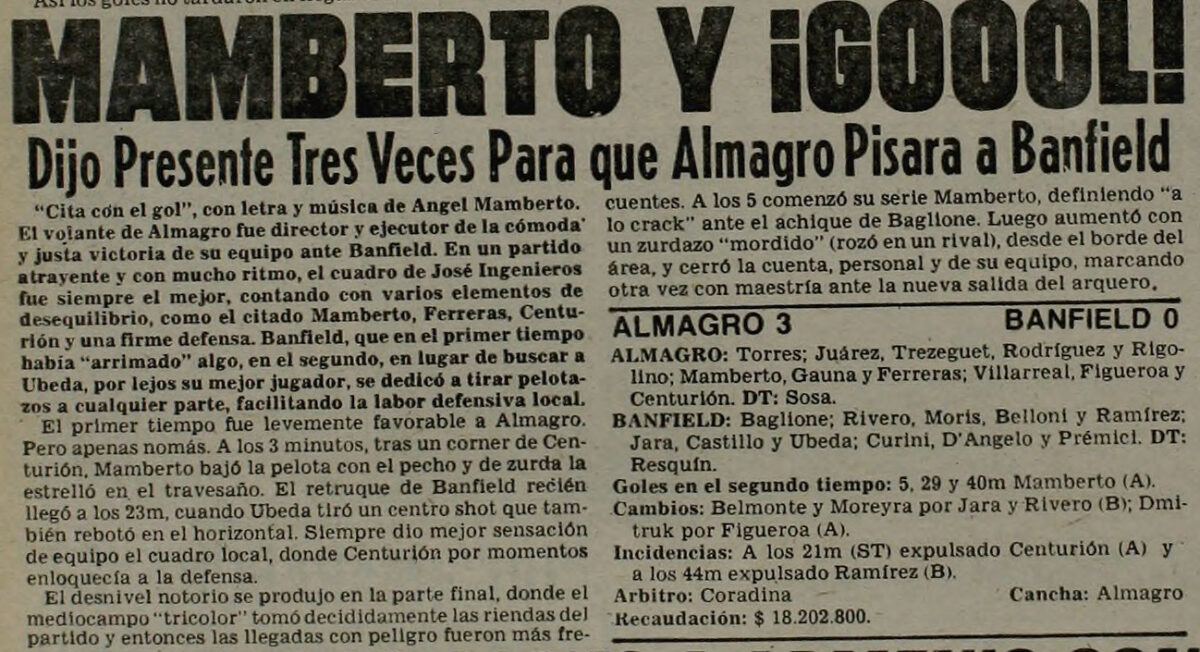 Así los goles no tardaron en
MAMBERTO Y ¡GOOOL!
Dijo Presente Tres Veces Para que Almagro Pisara a Banfield
"Cita con el gol", con letra y música de Angel Mamberto.
El volante de Almagro fue director y ejecutor de la cómoda
y justa victoria de su equipo ante Banfield. En un partido
atrayente y con mucho ritmo, el cuadro de José Ingenieros
fue siempre el mejor, contando con varios elementos de
desequilibrio, como el citado Mamberto, Ferreras, Centu-
rión y una firme defensa. Banfield, que en el primer tiempo
había "arrimado" algo, en el segundo, en lugar de buscar a
Ubeda, por lejos su mejor jugador, se dedicó a tirar pelota-
zos a cualquier parte, facilitando la labor defensiva local.
El primer tiempo fue levemente favorable a Almagro.
Pero apenas nomás. A los 3 minutos, tras un corner de Cen-
turión, Mamberto bajó la pelota con el pecho y de zurda la
estrelló en el travesaño. El retruque de Banfield recién
llegó a los 23m, cuando Ubeda tiró un centro shot que tam-
bién rebotó en el horizontal. Siempre dio mejor sensación
de equipo el cuadro local, donde Centurión por momentos
enloquecía a la defensa.
El desnivel notorio se produjo en la parte final, donde el
mediocampo "tricolor" tomó decididamente las riendas del
partido y entonces las llegadas con peligro fueron más fre-
cuentes. A los 5 comenzó su serie Mamberto, definiendo "a
lo crack" ante el achique de Baglione. Luego aumentó con
un zurdazo "mordido" (rozó en un rival), desde el borde del
área, y cerró la cuenta, personal y de su equipo, marcando
otra vez con maestría ante la nueva salida del arquero.
ALMAGRO 3 BANFIELD 0
ALMAGRO: Torres; Juárez, Trezeguet, Rodríguez y Rigo-
lino; Mamberto, Gauna y Ferreras; Villarreal, Figueroa y
Centurión. DT: Sosa.
BANFIELD: Baglione; Rivero, Moris, Belloni y Ramírez;
Jara, Castillo y Ubeda; Curini, D'Angelo y Prémici. DT:
Resquín.
Goles en el segundo tiempo: 5, 29 y 40m Mamberto (A).
Cambios: Belmonte y Moreyra por Jara y Rivero (B); Dmi-
truk por Figueroa (A).
Incidencias: A los 21m (ST) expulsado Centurión (A) y
a los 44m expulsado Ramírez (B).
Arbitro: Coradina Cancha: Almagro
Recaudación: $ 18.202.800.